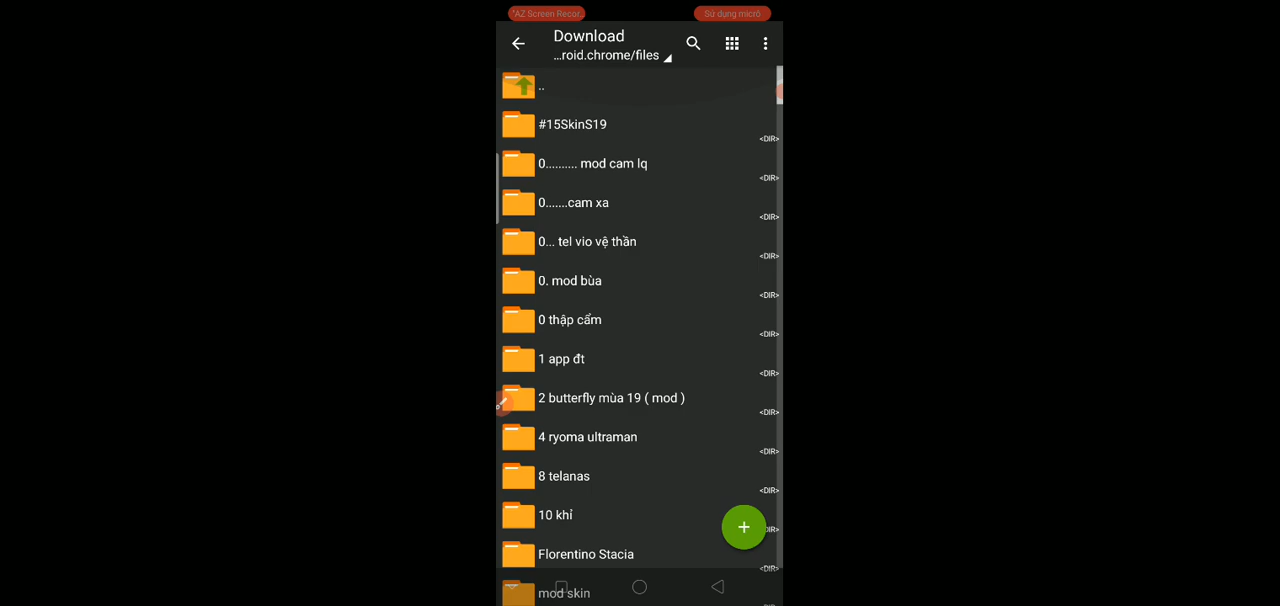 "AZ Screen Recor..
Sử dụng micrô
Download
...roid.chrome/files
..
#15SkinS19
<DIR>
0.......... mod cam lq
<DIR>
0.......cam xa
<DIR>
0... tel vio vệ thần
<DIR>
0. mod bùa
<DIR>
0 thập cẩm
<DIR>
1 app đt
<DIR>
2 butterfly mùa 19 ( mod )
<DIR>
4 ryoma ultraman
<DIR>
8 telanas
<DIR>
10 khỉ
DIR>
Florentino Stacia
<DIR>
mod skin